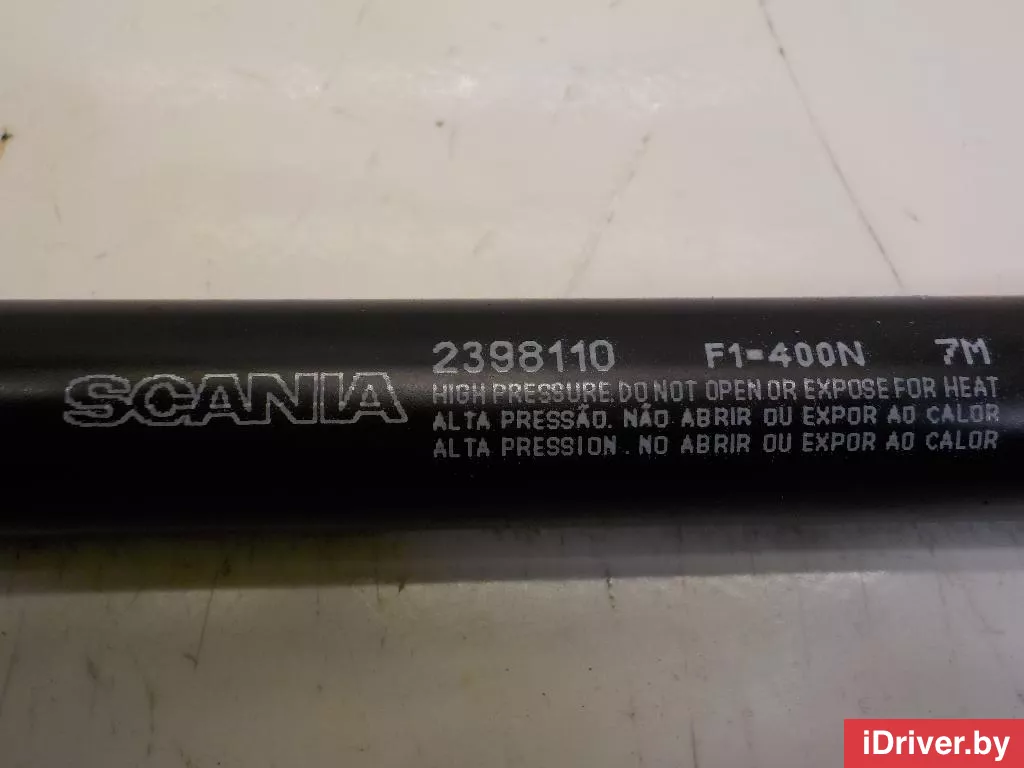 SCANIA
2398110 F1=400N 7M
HIGH PRESSURE.DO NOT OPEN OR EXPOSE FOR HEAT
ALTA PRESSÃO. NÃO ABRIR OU EXPOR AO CALOR
ALTA PRESSION . NO ABRIR OU EXPOR AO CALOR
iDriver.by